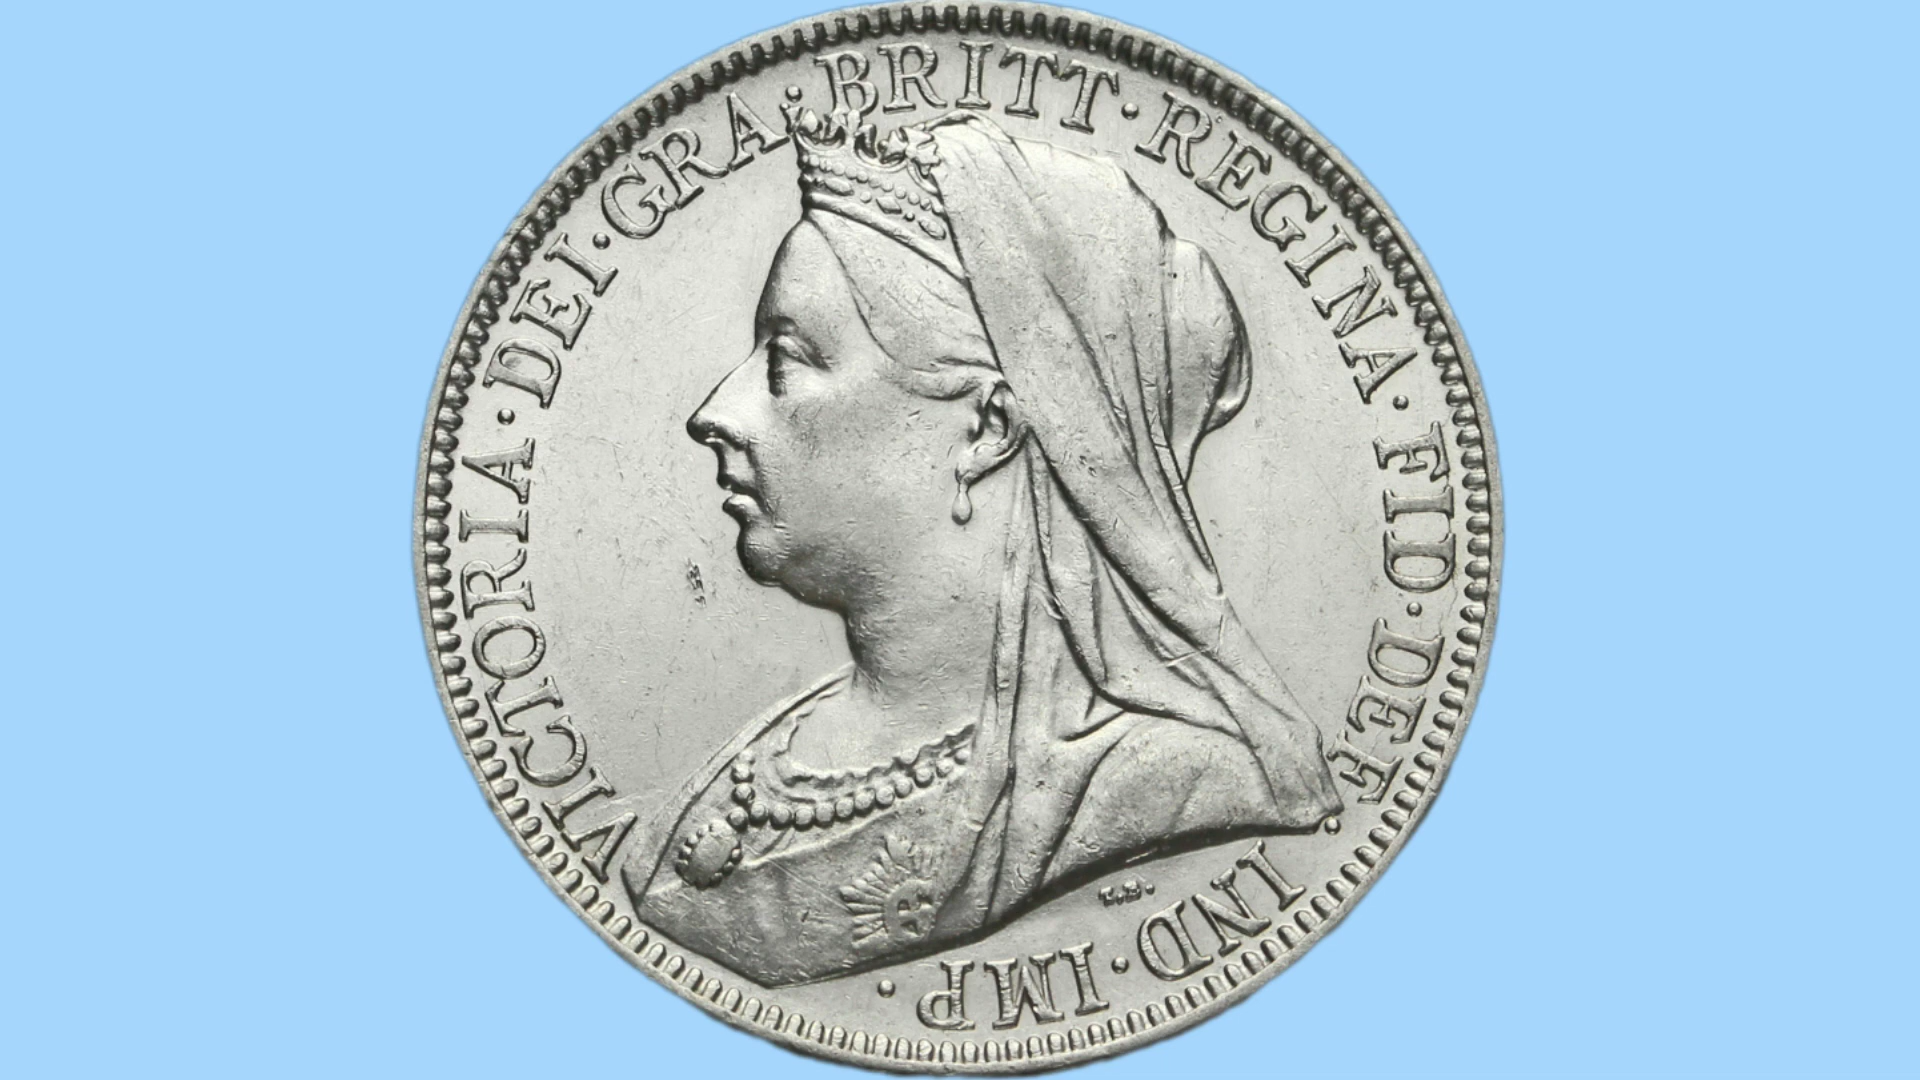 VICTORIA · DEI · GRA · BRITT · REGINA · FID · DEF · IND · IMP ·
T.B.